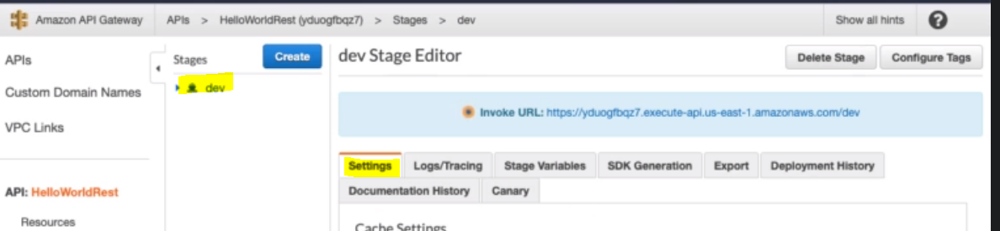 Amazon API Gateway APIs > HelloWorldRest (yduogfbqz7) > Stages > dev Show all hints ?
APIs
Custom Domain Names
VPC Links
API: HelloWorldRest
Resources
Stages Create
dev
dev Stage Editor Delete Stage Configure Tags
Invoke URL: https://yduogfbqz7.execute-api.us-east-1.amazonaws.com/dev
Settings Logs/Tracing Stage Variables SDK Generation Export Deployment History
Documentation History Canary
Cache Settings